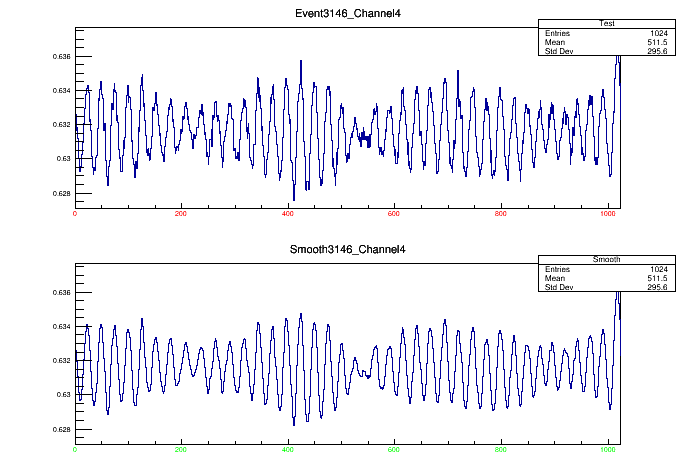 Event3146_Channel4
Test
Entries 1024
Mean 511.5
Std Dev 295.6
0.636
0.634
0.632
0.63
0.628
0 200 400 600 800 1000
Smooth3146_Channel4
Smooth
Entries 1024
Mean 511.5
Std Dev 295.6
0.636
0.634
0.632
0.63
0.628
0 200 400 600 800 1000